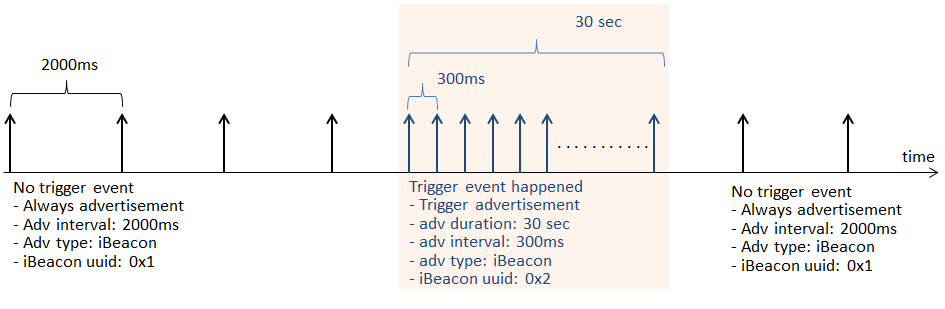 30 sec
2000ms
300ms
...........
time
No trigger event
- Always advertisement
- Adv interval: 2000ms
- Adv type: iBeacon
- iBeacon uuid: 0x1
Trigger event happened
- Trigger advertisement
- adv duration: 30 sec
- adv interval: 300ms
- adv type: iBeacon
- iBeacon uuid: 0x2
No trigger event
- Always advertisement
- Adv interval: 2000ms
- Adv type: iBeacon
- iBeacon uuid: 0x1